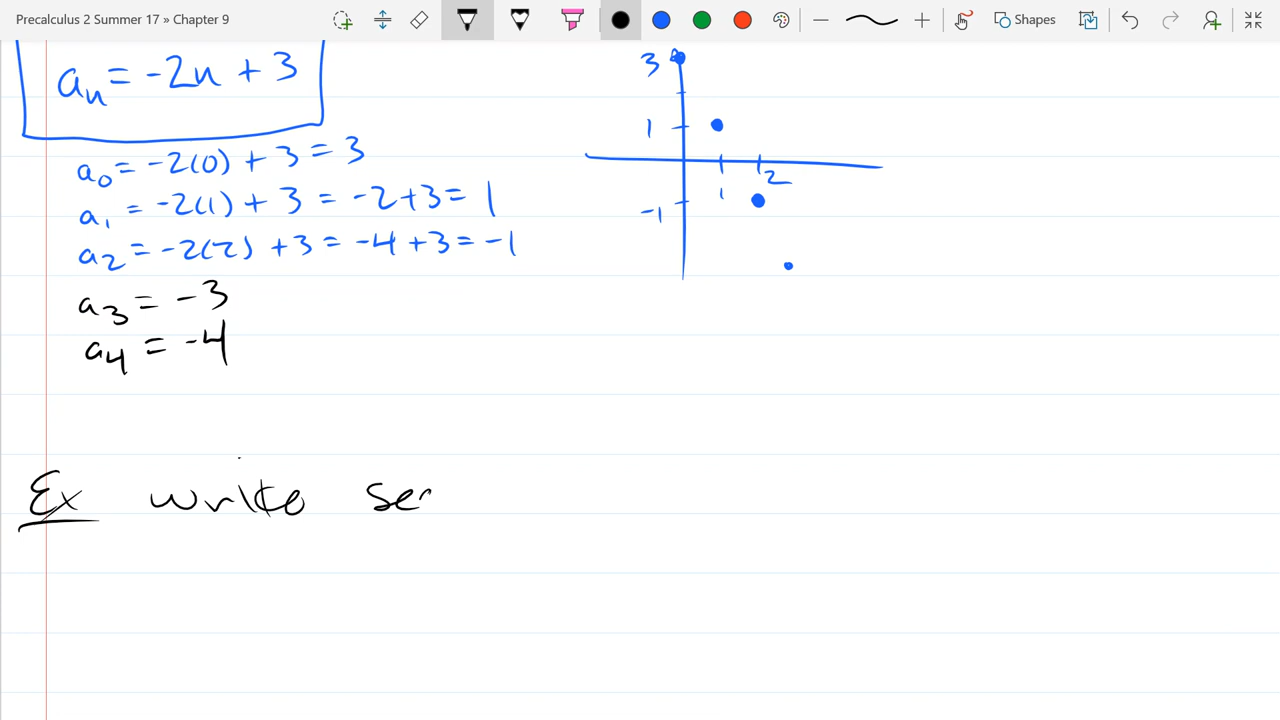 Precalculus 2 Summer 17 » Chapter 9
Shapes
aₙ = -2n + 3
a₀ = -2(0) + 3 = 3
a₁ = -2(1) + 3 = -2+3 = 1
a₂ = -2(2) + 3 = -4 + 3 = -1
a₃ = -3
a₄ = -4
3
1
2
1
-1
Ex write se